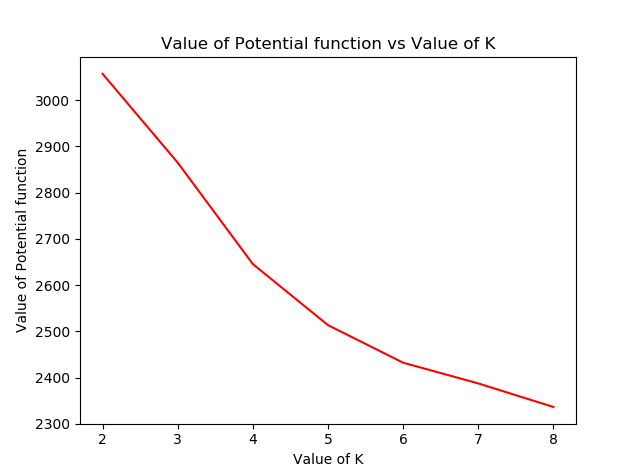 Value of Potential function vs Value of K
Value of Potential function
3000
2900
2800
2700
2600
2500
2400
2300
2 3 4 5 6 7 8
Value of K